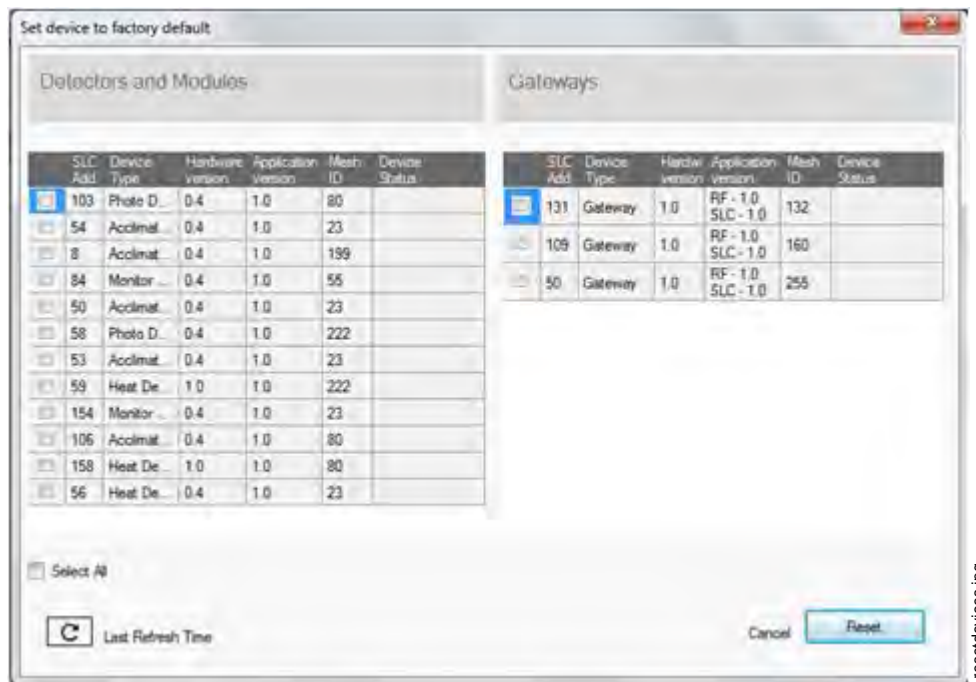 Set device to factory default
Detectors and Modules
SLC Add Device Type Hardware version Application version Mesh ID Device Status
103 Photo D... 0.4 1.0 80
54 Acclimat... 0.4 1.0 23
8 Acclimat... 0.4 1.0 199
84 Monitor ... 0.4 1.0 55
50 Acclimat... 0.4 1.0 23
58 Photo D... 0.4 1.0 222
53 Acclimat... 0.4 1.0 23
59 Heat De... 1.0 1.0 222
154 Monitor ... 0.4 1.0 23
106 Acclimat... 0.4 1.0 80
158 Heat De... 1.0 1.0 80
56 Heat De... 0.4 1.0 23
Gateways
SLC Add Device Type Hardwa version Application version Mesh ID Device Status
131 Gateway 1.0 RF - 1.0 SLC - 1.0 132
109 Gateway 1.0 RF - 1.0 SLC - 1.0 160
50 Gateway 1.0 RF - 1.0 SLC - 1.0 255
Select All
Last Refresh Time
Cancel
Reset